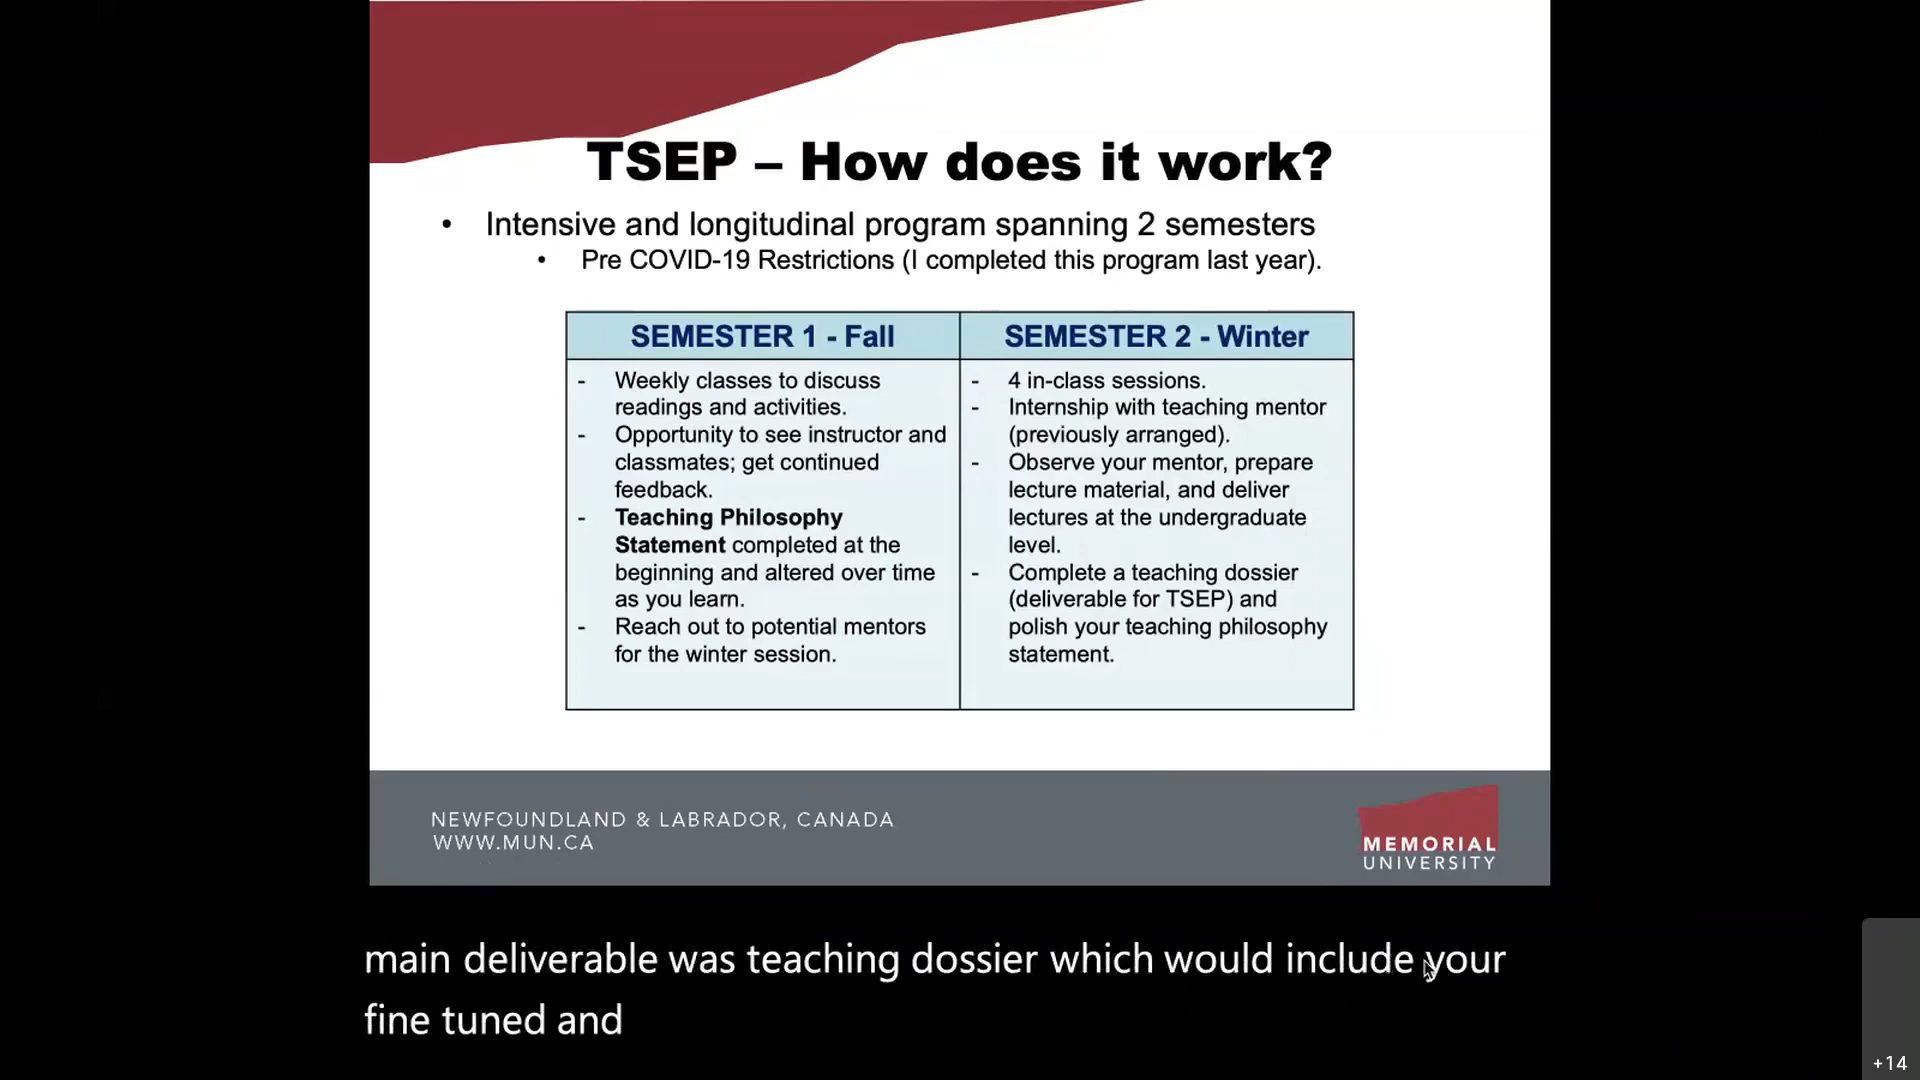 TSEP – How does it work?
• Intensive and longitudinal program spanning 2 semesters
• Pre COVID-19 Restrictions (I completed this program last year).
SEMESTER 1 - Fall
- Weekly classes to discuss
readings and activities.
- Opportunity to see instructor and
classmates; get continued
feedback.
- Teaching Philosophy
Statement completed at the
beginning and altered over time
as you learn.
- Reach out to potential mentors
for the winter session.
SEMESTER 2 - Winter
- 4 in-class sessions.
- Internship with teaching mentor
(previously arranged).
- Observe your mentor, prepare
lecture material, and deliver
lectures at the undergraduate
level.
- Complete a teaching dossier
(deliverable for TSEP) and
polish your teaching philosophy
statement.
NEWFOUNDLAND & LABRADOR, CANADA
WWW.MUN.CA
MEMORIAL
UNIVERSITY
main deliverable was teaching dossier which would include your
fine tuned and
+14